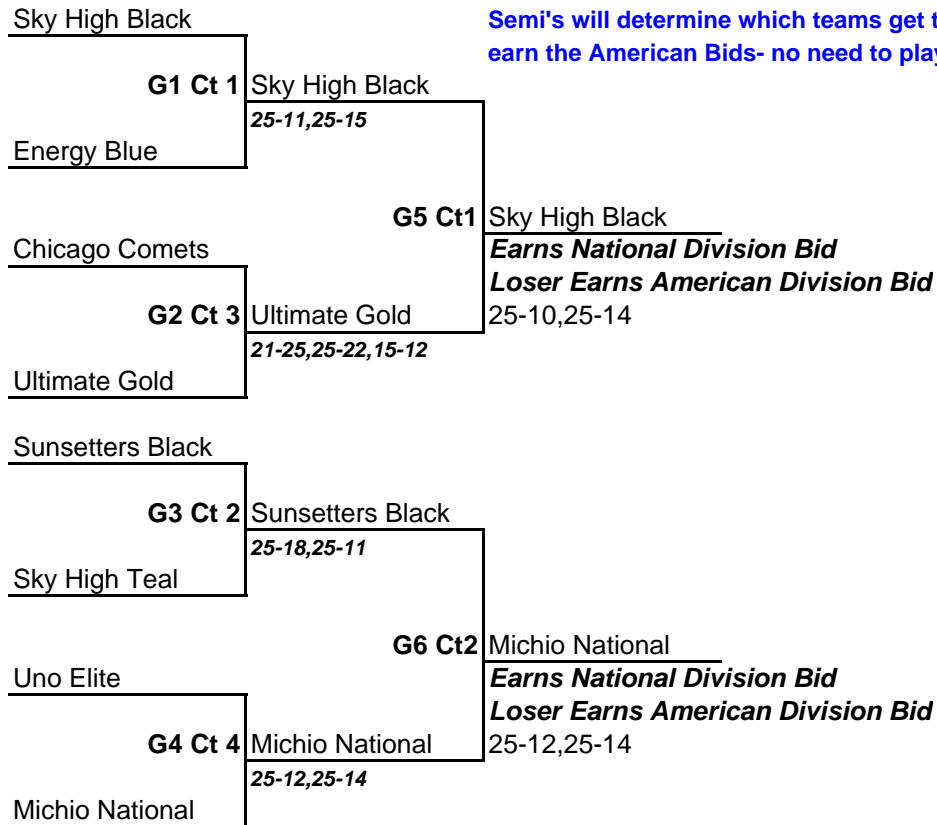 Sky High Black
Semi's will determine which teams get
earn the American Bids- no need to play
G1 Ct 1 Sky High Black
25-11,25-15
Energy Blue
G5 Ct1 Sky High Black
Chicago Comets
Earns National Division Bid
Loser Earns American Division Bid
G2 Ct 3 Ultimate Gold
25-10,25-14
21-25,25-22,15-12
Ultimate Gold
Sunsetters Black
G3 Ct 2 Sunsetters Black
25-18,25-11
Sky High Teal
G6 Ct2 Michio National
Uno Elite
Earns National Division Bid
Loser Earns American Division Bid
G4 Ct 4 Michio National
25-12,25-14
25-12,25-14
Michio National